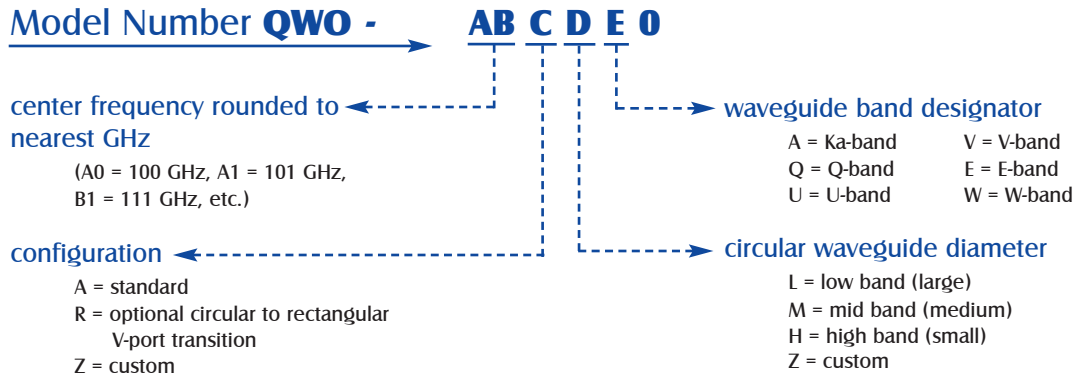 Model Number QWO - AB C D E 0
center frequency rounded to
nearest GHz
(A0 = 100 GHz, A1 = 101 GHz,
B1 = 111 GHz, etc.)
waveguide band designator
A = Ka-band V = V-band
Q = Q-band E = E-band
U = U-band W = W-band
configuration
A = standard
R = optional circular to rectangular
V-port transition
Z = custom
circular waveguide diameter
L = low band (large)
M = mid band (medium)
H = high band (small)
Z = custom